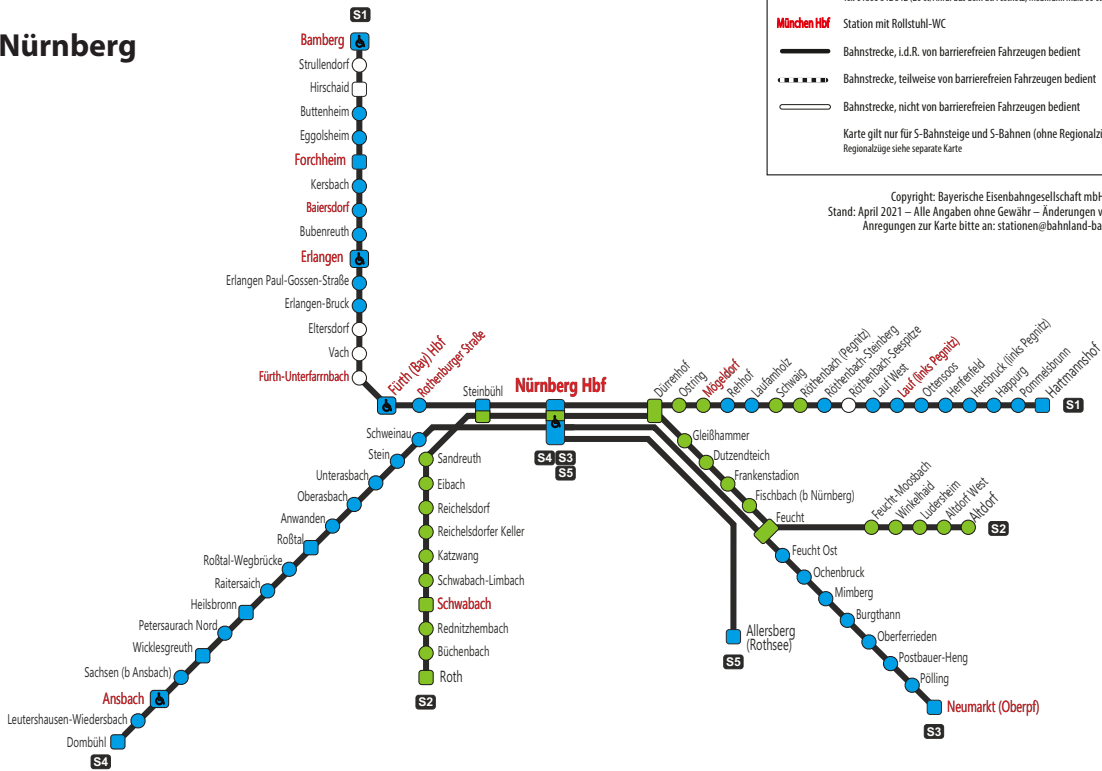 Nürnberg
München Hbf
Station mit Rollstuhl-WC
Bahnstrecke, i.d.R. von barrierefreien Fahrzeugen bedient
Bahnstrecke, teilweise von barrierefreien Fahrzeugen bedient
Bahnstrecke, nicht von barrierefreien Fahrzeugen bedient
Karte gilt nur für S-Bahnsteige und S-Bahnen (ohne
Regionalzüge siehe separate Karte
Copyright: Bayerische Eisenbahngesellschaft mbH
Stand: April 2021 – Alle Angaben ohne Gewähr – Änderungen
Anregungen zur Karte bitte an:
S1
Bamberg
Strullendorf
Hirschaid
Buttenheim
Eggolsheim
Forchheim
Kersbach
Baiersdorf
Bubenreuth
Erlangen
Erlangen Paul-Gossen-Straße
Erlangen-Bruck
Eltersdorf
Vach
Fürth-Unterfarrnbach
Fürth (Bay) Hbf
Rothenburger Straße
Steinbühl
Nürnberg Hbf
S4 S3
S5
Dürrenhof
Ostring
Mögeldorf
Rehhof
Laufamholz
Schwaig
Röthenbach (Pegnitz)
Röthenbach-Steinberg
Röthenbach-Seespitze
Lauf West
Lauf (links Pegnitz)
Ottensoos
Henfenfeld
Hersbruck (links Pegnitz)
Happurg
Pommelsbrunn
Hartmannshof
S1
Schweinau
Stein
Unterasbach
Oberasbach
Anwanden
Roßtal
Roßtal-Wegbrücke
Raitersaich
Heilsbronn
Petersaurach Nord
Wicklesgreuth
Sachsen (b Ansbach)
Ansbach
Leutershausen-Wiedersbach
Dombühl
S4
Sandreuth
Eibach
Reichelsdorf
Reichelsdorfer Keller
Katzwang
Schwabach-Limbach
Schwabach
Rednitzhembach
Büchenbach
Roth
S2
Gleißhammer
Dutzendteich
Frankenstadion
Fischbach (b Nürnberg)
Feucht
Feucht-Moosbach
Winkelhaid
Ludersheim
Altdorf West
Altdorf
S2
Feucht Ost
Ochenbruck
Mimberg
Burgthann
Oberferrieden
Postbauer-Heng
Pölling
Neumarkt (Oberpf)
S3
Allersberg
(Rothsee)
S5